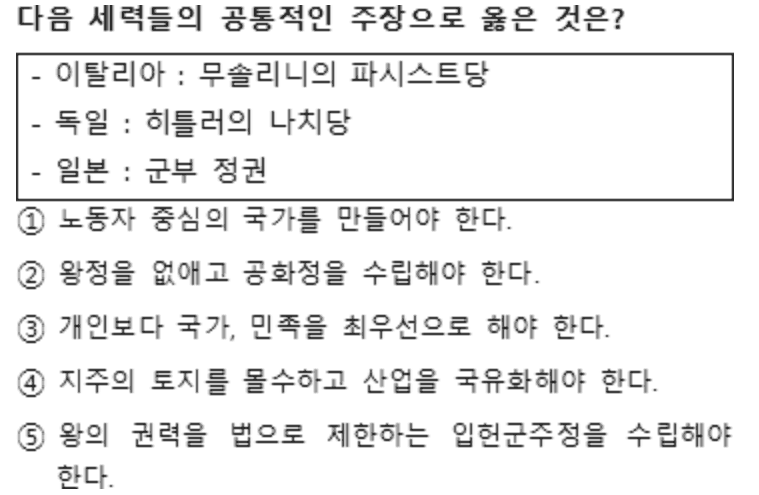 다음 세력들의 공통적인 주장으로 옳은 것은?
- 이탈리아 : 무솔리니의 파시스트당
- 독일 : 히틀러의 나치당
- 일본 : 군부 정권
① 노동자 중심의 국가를 만들어야 한다.
② 왕정을 없애고 공화정을 수립해야 한다.
③ 개인보다 국가, 민족을 최우선으로 해야 한다.
④ 지주의 토지를 몰수하고 산업을 국유화해야 한다.
⑤ 왕의 권력을 법으로 제한하는 입헌군주정을 수립해야
한다.